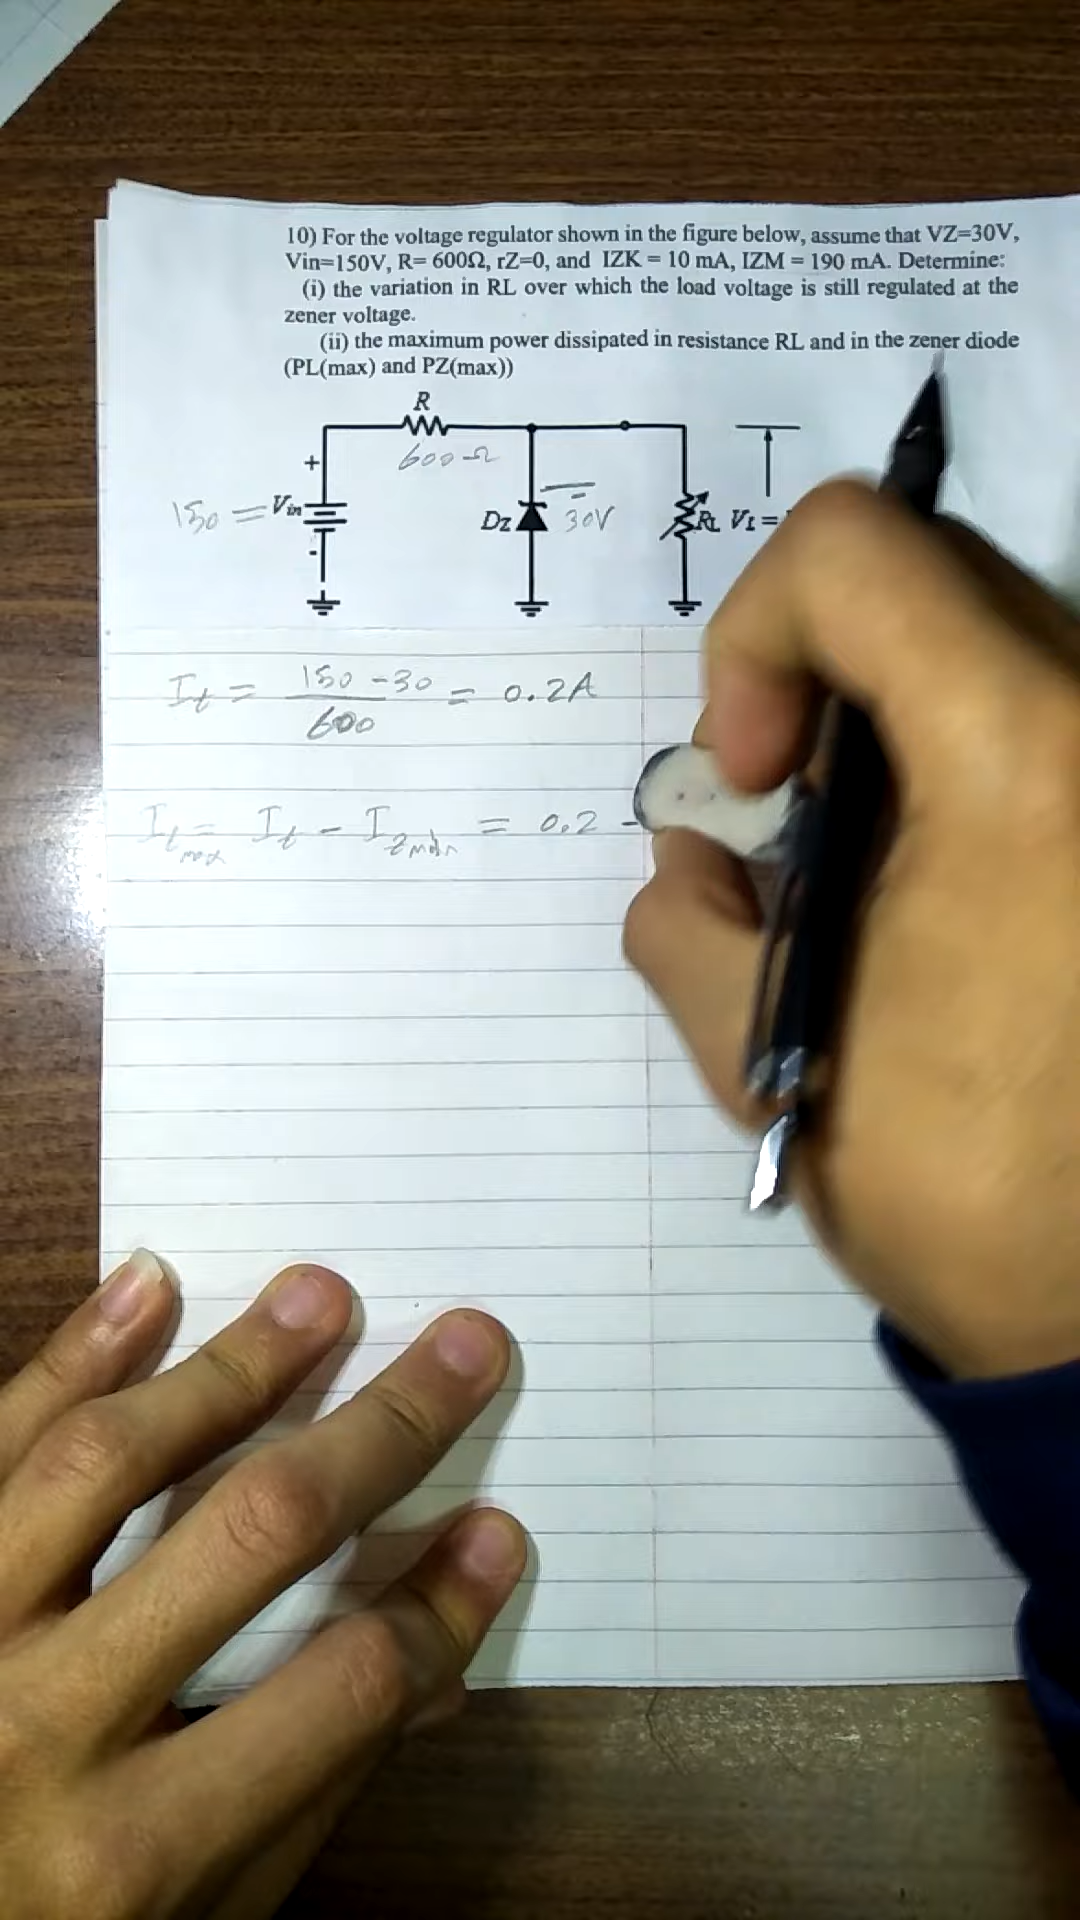 10) For the voltage regulator shown in the figure below, assume that VZ=30V,
Vin=150V, R= 600Ω, rZ=0, and IZK = 10 mA, IZM = 190 mA. Determine:
(i) the variation in RL over which the load voltage is still regulated at the
zener voltage.
(ii) the maximum power dissipated in resistance RL and in the zener diode
(PL(max) and PZ(max))
R
600 Ω
+
150 = Vin
-
DZ
30V
RL VL =
It = 150 - 30 / 600 = 0.2A
IL max = It - Iz min = 0.2 -